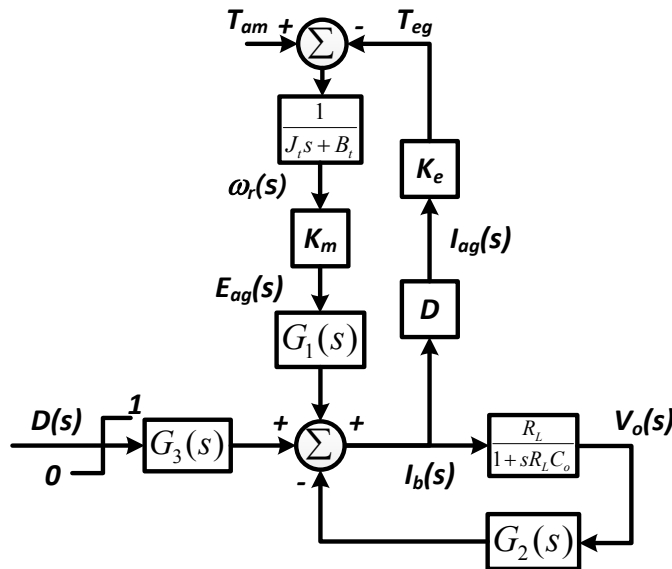 T_am + Σ - T_eg
1
J_t s + B_t
ω_r(s)
K_e
K_m
I_ag(s)
E_ag(s)
D
G_1(s)
D(s) 1
0
G_3(s)
+ + +
Σ
-
I_b(s)
R_L
1 + sR_L C_o
V_o(s)
G_2(s)